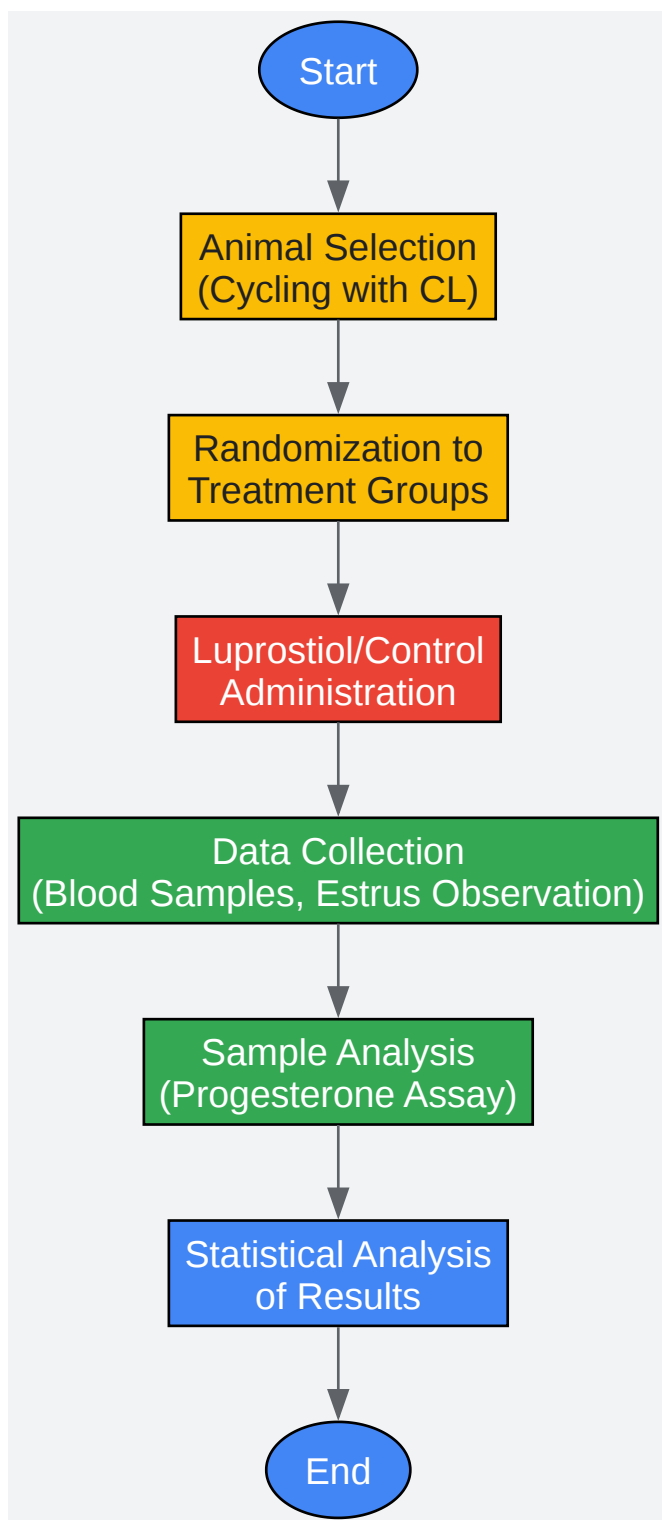 Start
Animal Selection
(Cycling with CL)
Randomization to
Treatment Groups
Luprostiol/Control
Administration
Data Collection
(Blood Samples, Estrus Observation)
Sample Analysis
(Progesterone Assay)
Statistical Analysis
of Results
End